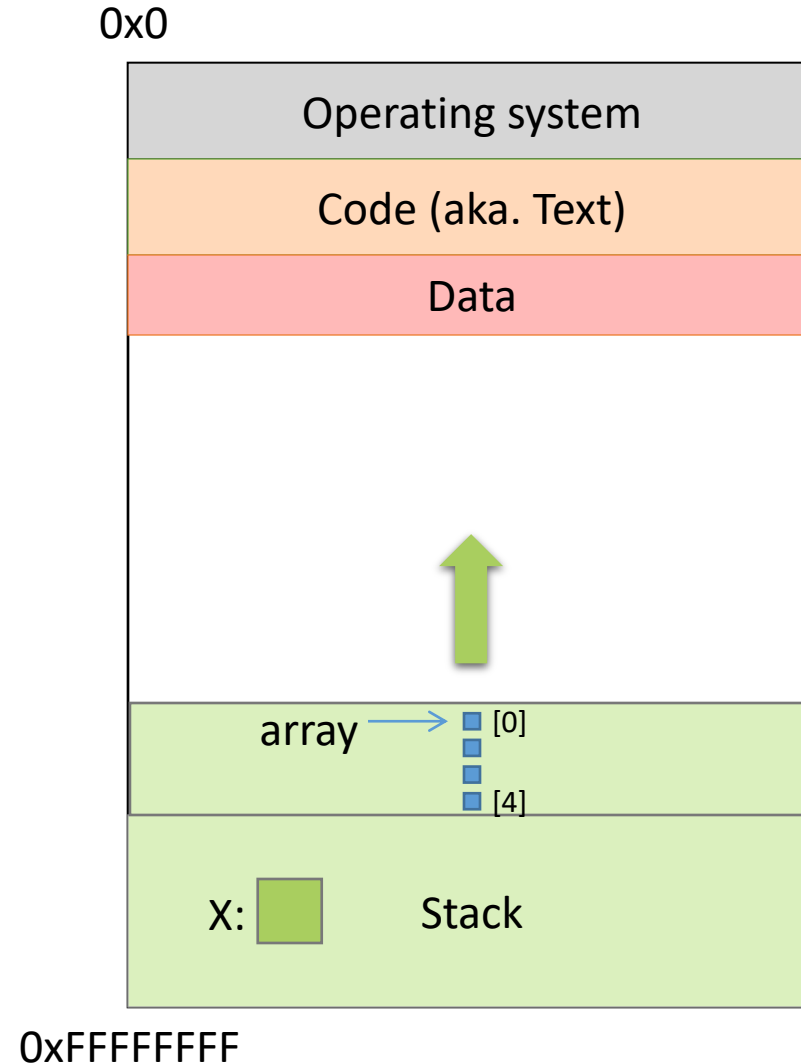 0x0
Operating system
Code (aka. Text)
Data
array [0]
[4]
X: Stack
0xFFFFFFFF